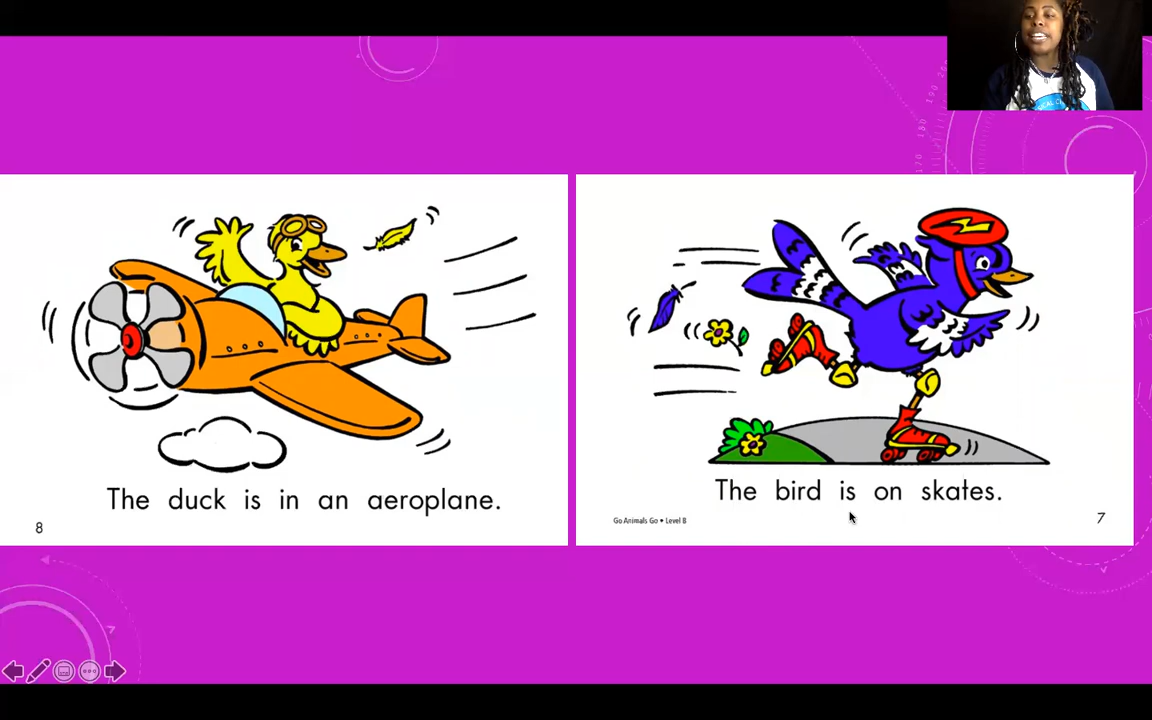 The duck is in an aeroplane.
8
The bird is on skates.
Go Animals Go • Level B
7